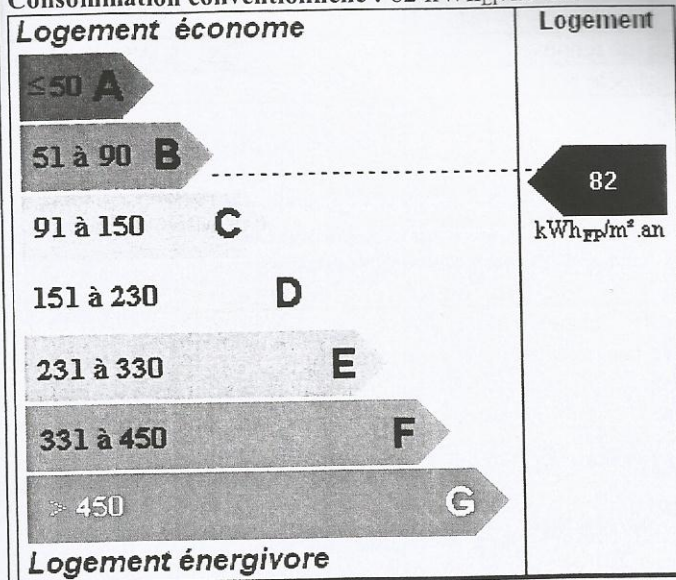 Consommation conventionnelle : 82
Logement économe
Logement
≤50 A
51 à 90 B
82
kWhEP/m².an
91 à 150 C
151 à 230 D
231 à 330 E
331 à 450 F
> 450 G
Logement énergivore